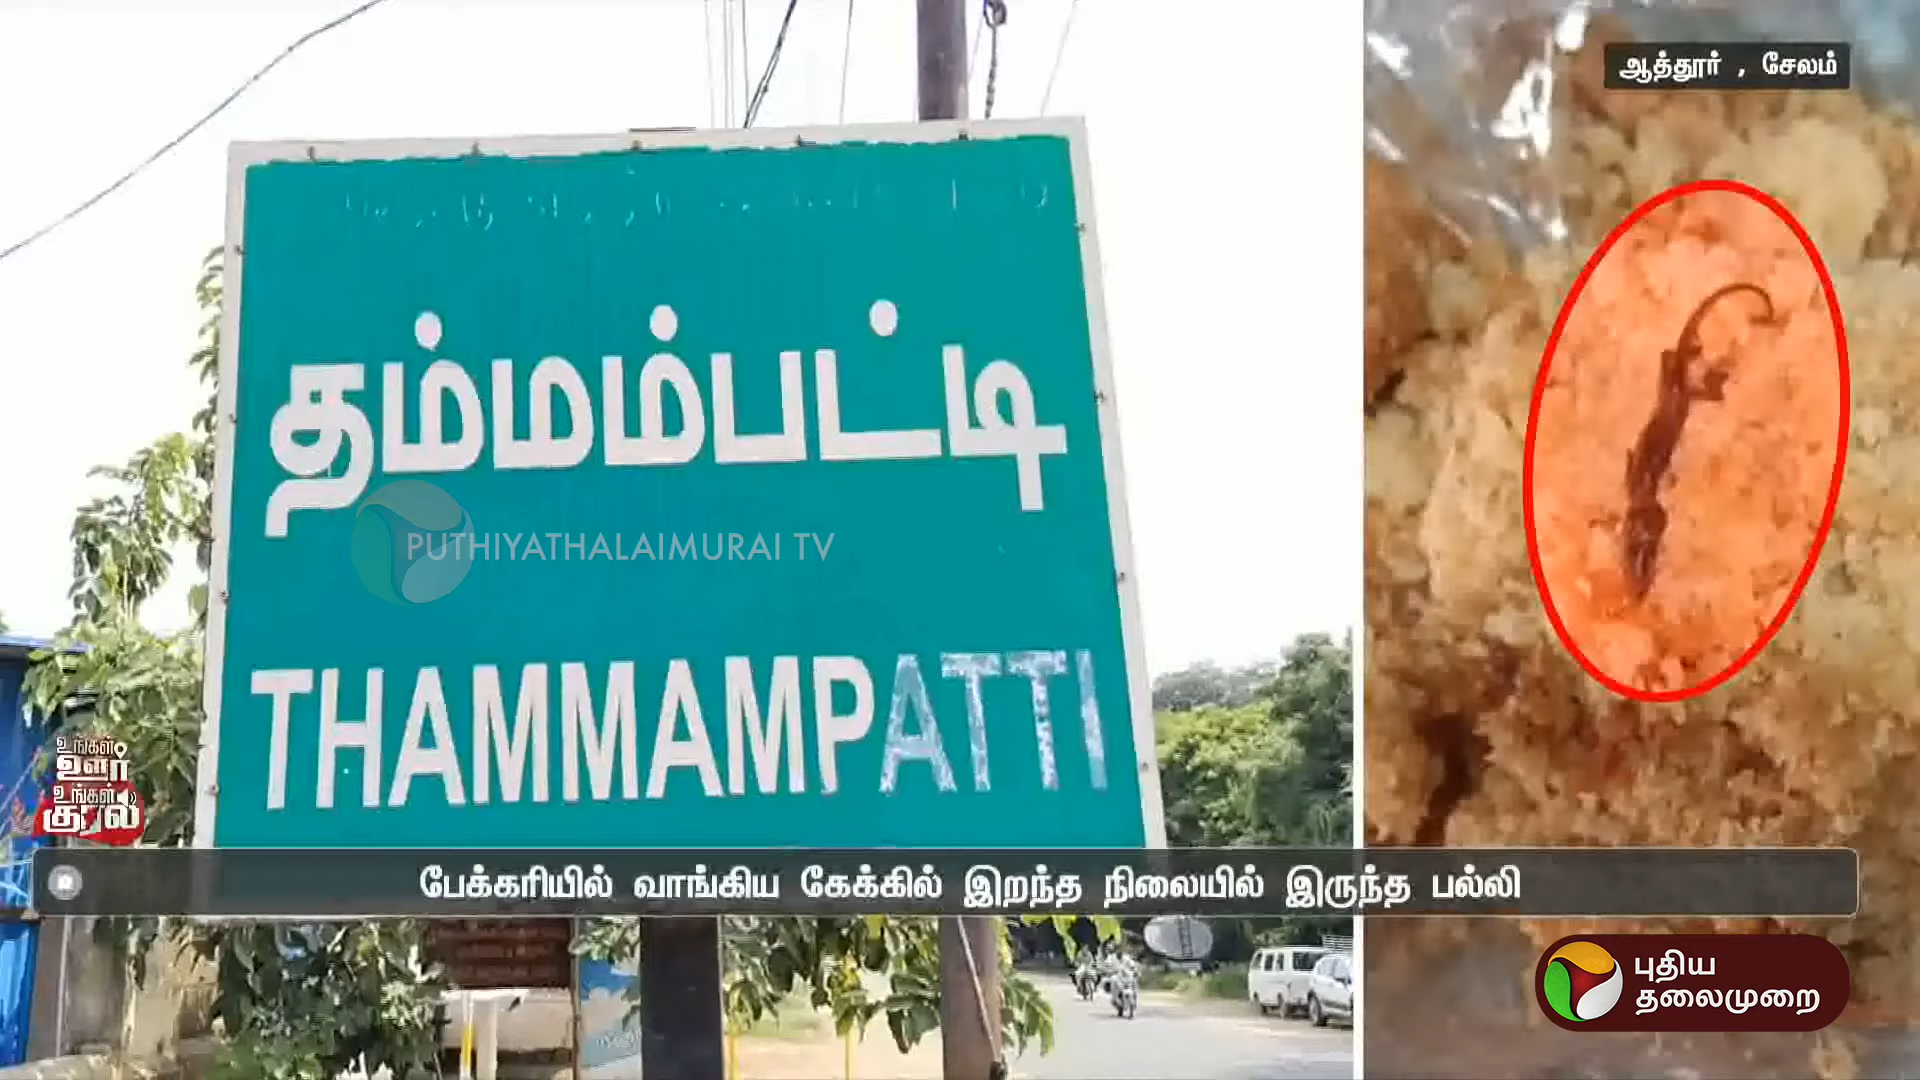 ஆத்தூர் , சேலம்
தம்மம்பட்டி
PUTHIYATHALAIMURAI TV
THAMMAMPATTI
உங்கள்
ஊர்
உங்கள்
குரல்
பேக்கரியில் வாங்கிய கேக்கில் இறந்த நிலையில் இருந்த பல்லி
புதிய
தலைமுறை